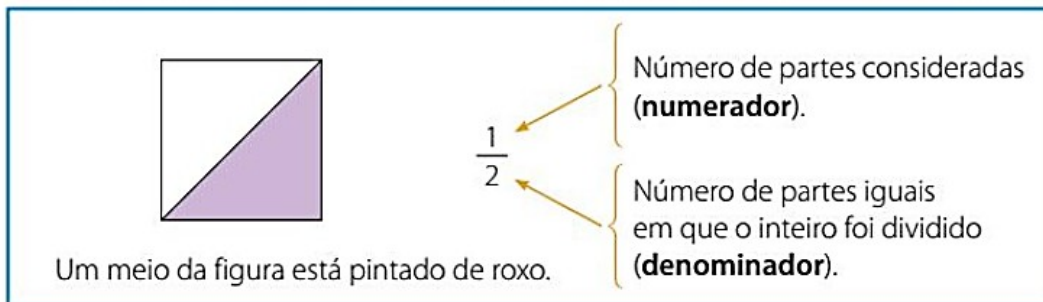 Número de partes consideradas
(numerador).
1
2
Número de partes iguais
em que o inteiro foi dividido
(denominador).
Um meio da figura está pintado de roxo.